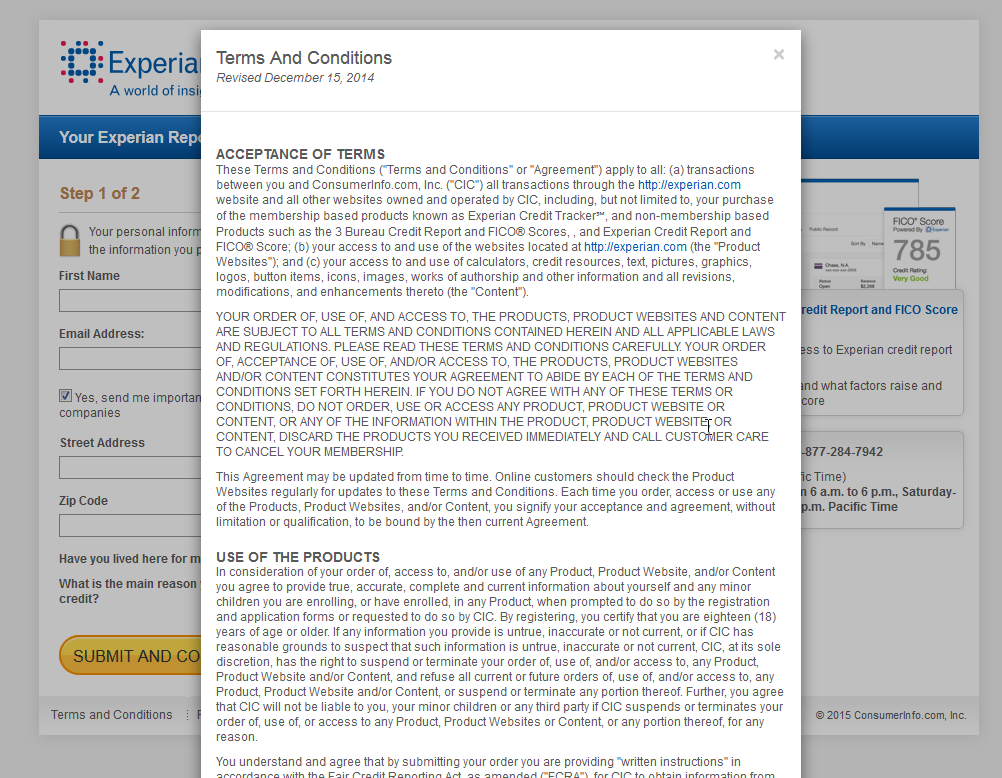 Experian
A world of insi
Your Experian Repo
Step 1 of 2
Your personal inform
the information you p
First Name
Email Address:
Yes, send me importan
companies
Street Address
Zip Code
Have you lived here for m
What is the main reason
credit?
SUBMIT AND CO
Terms and Conditions
Terms And Conditions
×
Revised December 15, 2014
ACCEPTANCE OF TERMS
These Terms and Conditions ("Terms and Conditions" or "Agreement") apply to all: (a) transactions
between you and ConsumerInfo.com, Inc. ("CIC") all transactions through the http://experian.com
website and all other websites owned and operated by CIC, including, but not limited to, your purchase
of the membership based products known as Experian Credit Tracker℠, and non-membership based
Products such as the 3 Bureau Credit Report and FICO® Scores, , and Experian Credit Report and
FICO® Score; (b) your access to and use of the websites located at http://experian.com (the "Product
Websites"); and (c) your access to and use of calculators, credit resources, text, pictures, graphics,
logos, button items, icons, images, works of authorship and other information and all revisions,
modifications, and enhancements thereto (the "Content").
YOUR ORDER OF, USE OF, AND ACCESS TO, THE PRODUCTS, PRODUCT WEBSITES AND CONTENT
ARE SUBJECT TO ALL TERMS AND CONDITIONS CONTAINED HEREIN AND ALL APPLICABLE LAWS
AND REGULATIONS. PLEASE READ THESE TERMS AND CONDITIONS CAREFULLY. YOUR ORDER
OF, ACCEPTANCE OF, USE OF, AND/OR ACCESS TO, THE PRODUCTS, PRODUCT WEBSITES
AND/OR CONTENT CONSTITUTES YOUR AGREEMENT TO ABIDE BY EACH OF THE TERMS AND
CONDITIONS SET FORTH HEREIN. IF YOU DO NOT AGREE WITH ANY OF THESE TERMS OR
CONDITIONS, DO NOT ORDER, USE OR ACCESS ANY PRODUCT, PRODUCT WEBSITE OR
CONTENT, OR ANY OF THE INFORMATION WITHIN THE PRODUCT, PRODUCT WEBSITE, OR
CONTENT, DISCARD THE PRODUCTS YOU RECEIVED IMMEDIATELY AND CALL CUSTOMER CARE
TO CANCEL YOUR MEMBERSHIP.
This Agreement may be updated from time to time. Online customers should check the Product
Websites regularly for updates to these Terms and Conditions. Each time you order, access or use any
of the Products, Product Websites, and/or Content, you signify your acceptance and agreement, without
limitation or qualification, to be bound by the then current Agreement.
USE OF THE PRODUCTS
In consideration of your order of, access to, and/or use of any Product, Product Website, and/or Content
you agree to provide true, accurate, complete and current information about yourself and any minor
children you are enrolling, or have enrolled, in any Product, when prompted to do so by the registration
and application forms or requested to do so by CIC. By registering, you certify that you are eighteen (18)
years of age or older. If any information you provide is untrue, inaccurate or not current, or if CIC has
reasonable grounds to suspect that such information is untrue, inaccurate or not current, CIC, at its sole
discretion, has the right to suspend or terminate your order of, use of, and/or access to, any Product,
Product Website and/or Content, and refuse all current or future orders of, use of, and/or access to, any
Product, Product Website and/or Content, or suspend or terminate any portion thereof. Further, you agree
that CIC will not be liable to you, your minor children or any third party if CIC suspends or terminates your
order of, use of, or access to any Product, Product Websites or Content, or any portion thereof, for any
reason.
You understand and agree that by submitting your order you are providing "written instructions" in
accordance with the Fair Credit Reporting Act, as amended ("FCRA"), for CIC to obtain information from
Public Record
Sort By Name
Chase, N.A.
Status Balance
Open $2,266
FICO® Score
Powered By Experian
785
Credit Rating:
Very Good
redit Report and FICO Score
ess to Experian credit report
and what factors raise and
core
-877-284-7942
fic Time)
n 6 a.m. to 6 p.m., Saturday-
p.m. Pacific Time
© 2015 ConsumerInfo.com, Inc.